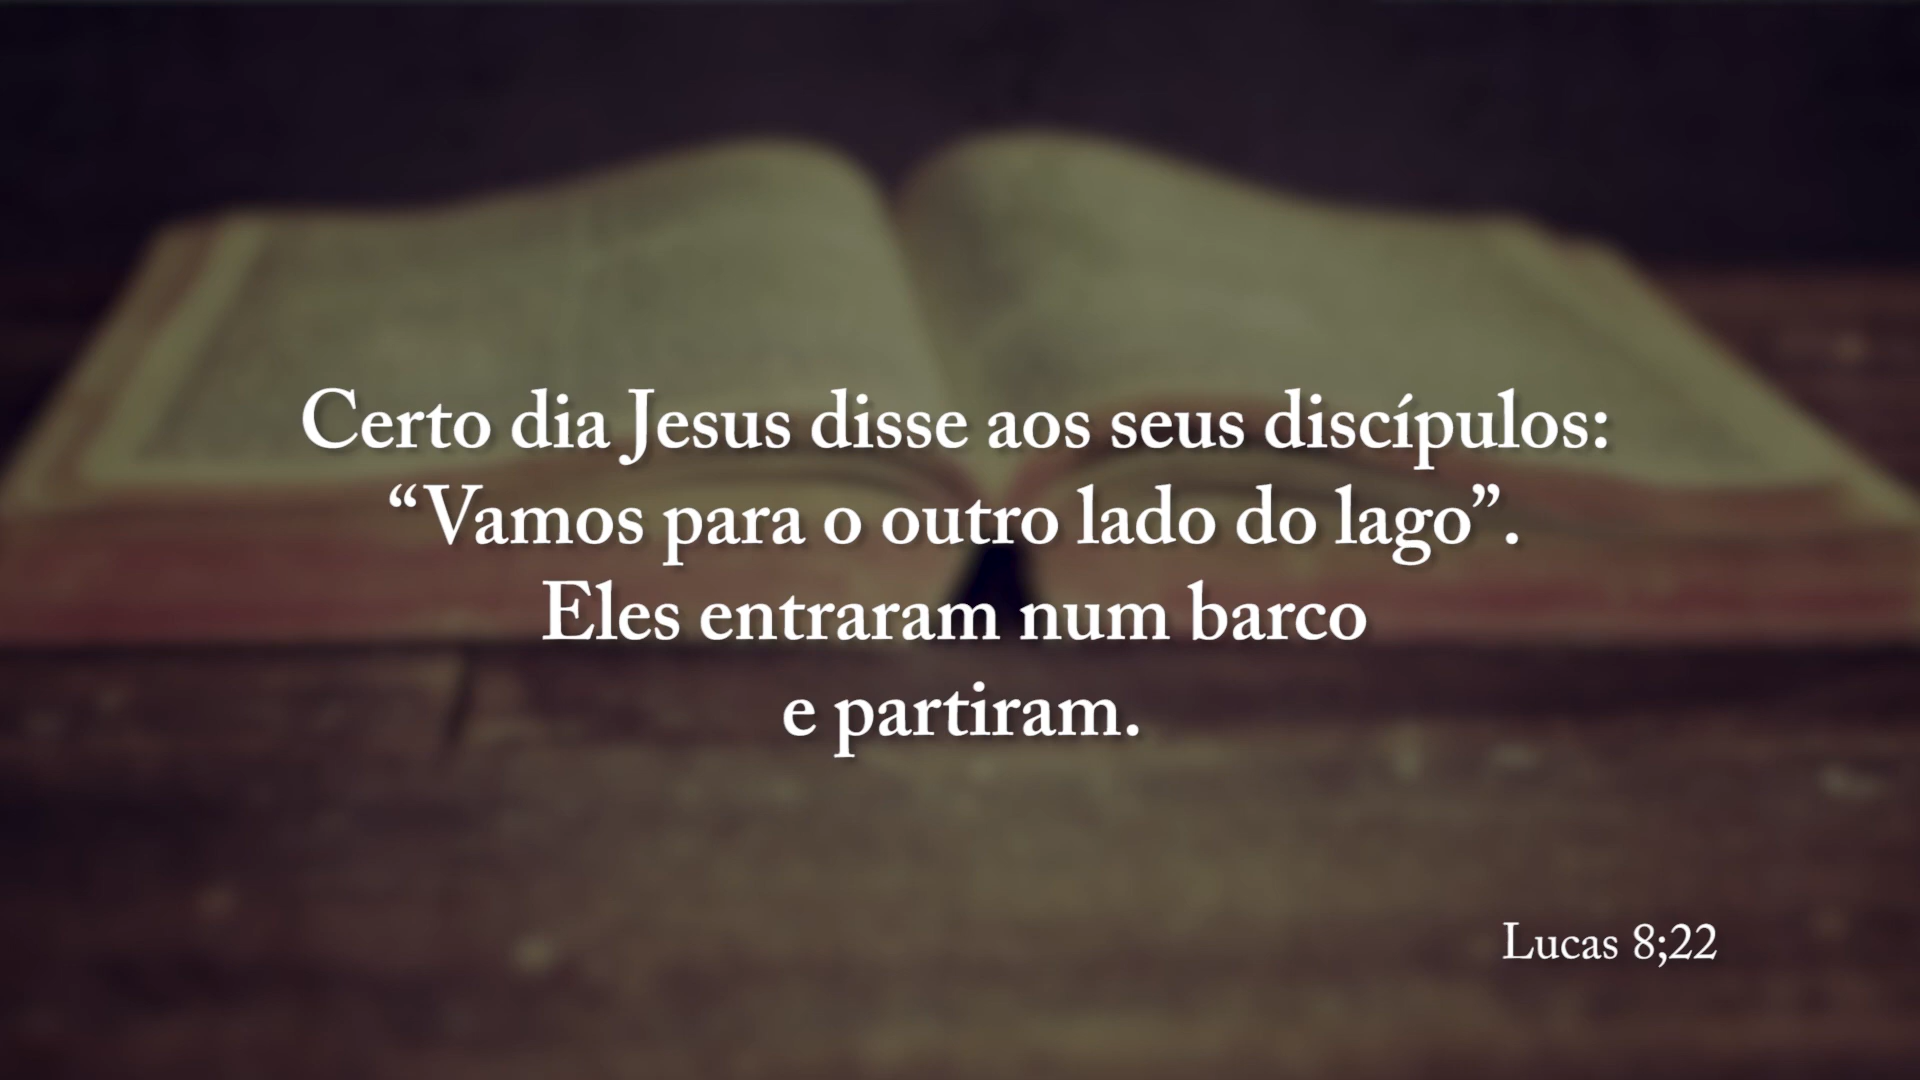 Certo dia Jesus disse aos seus discípulos:
“Vamos para o outro lado do lago”.
Eles entraram num barco
e partiram.
Lucas 8;22